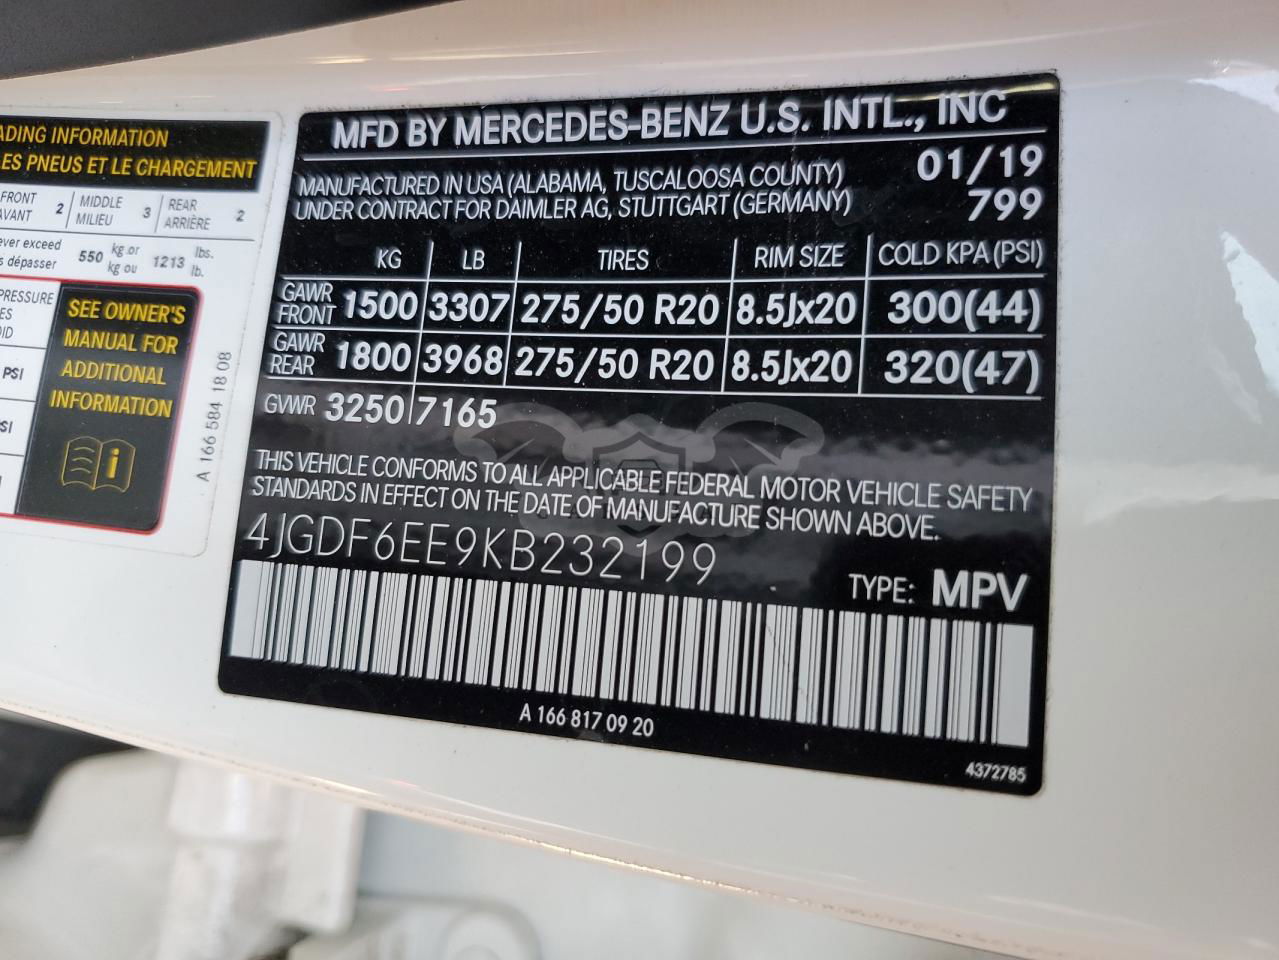 ADING INFORMATION
LES PNEUS ET LE CHARGEMENT
FRONT
AVANT 2
MIDDLE
MILIEU 3
REAR
ARRIÈRE 2
ever exceed
s dépasser
550 kg or
kg ou 1213 lbs.
lb.
PRESSURE
SEE OWNER'S
MANUAL FOR
ADDITIONAL
INFORMATION
PSI
A 166 584 18 08
MFD BY MERCEDES-BENZ U.S. INTL., INC
MANUFACTURED IN USA (ALABAMA, TUSCALOOSA COUNTY) 01/19
UNDER CONTRACT FOR DAIMLER AG, STUTTGART (GERMANY) 799
KG LB TIRES RIM SIZE COLD KPA (PSI)
GAWR FRONT 1500 3307 275/50 R20 8.5Jx20 300(44)
GAWR REAR 1800 3968 275/50 R20 8.5Jx20 320(47)
GVWR 3250 7165
THIS VEHICLE CONFORMS TO ALL APPLICABLE FEDERAL MOTOR VEHICLE SAFETY
STANDARDS IN EFFECT ON THE DATE OF MANUFACTURE SHOWN ABOVE.
4JGDF6EE9KB232199
TYPE: MPV
A 166 817 09 20
4372785